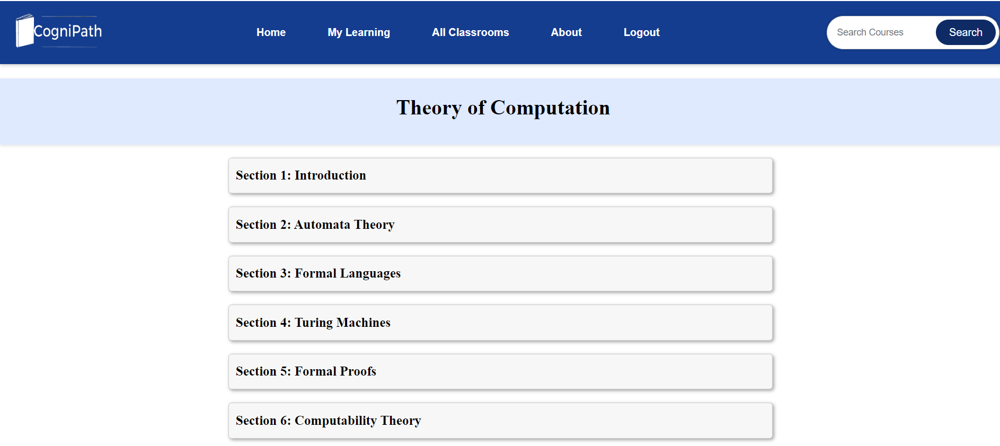 CogniPath
Home My Learning All Classrooms About Logout
Search Courses Search
Theory of Computation
Section 1: Introduction
Section 2: Automata Theory
Section 3: Formal Languages
Section 4: Turing Machines
Section 5: Formal Proofs
Section 6: Computability Theory